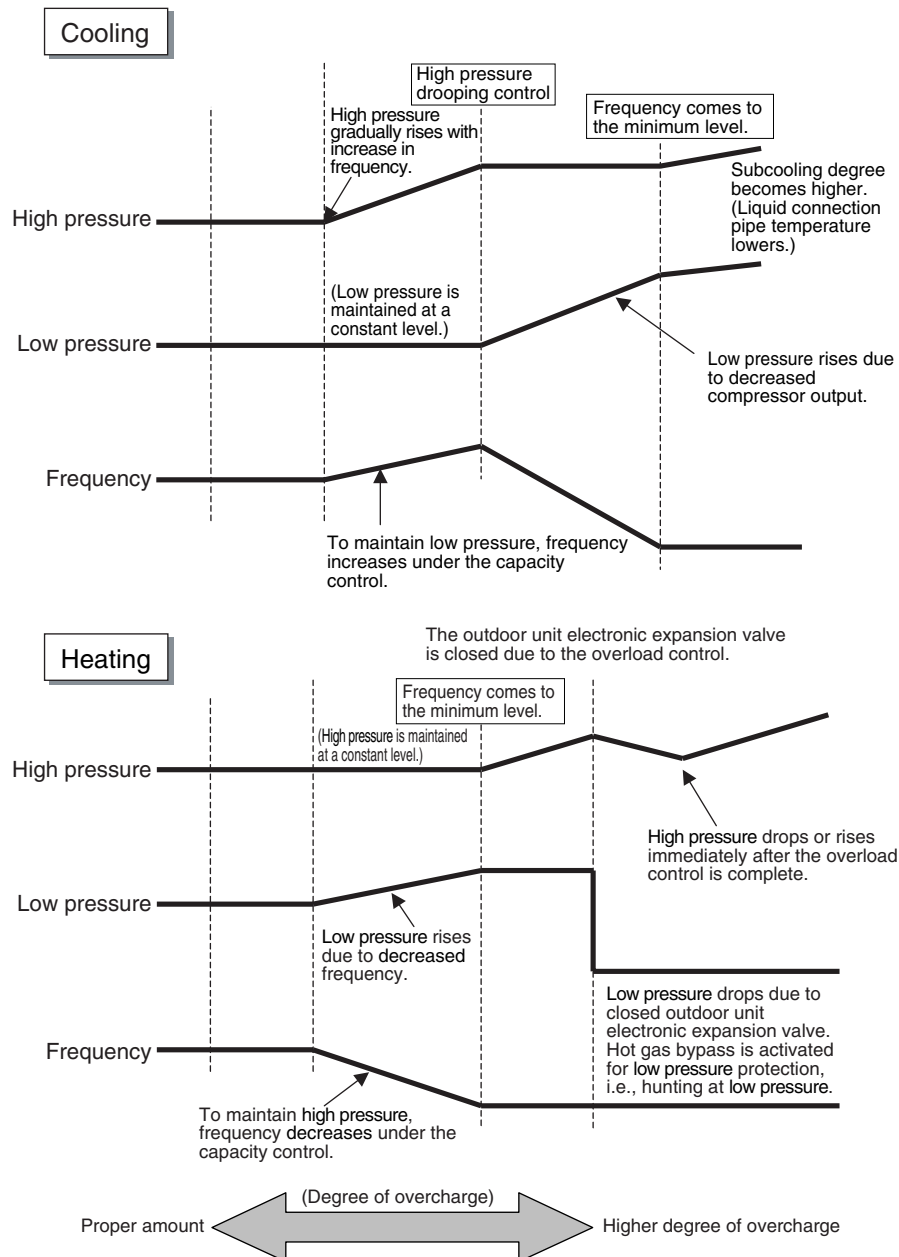 Cooling
High pressure
drooping control
Frequency comes to
the minimum level.
High pressure
gradually rises with
increase in
frequency.
Subcooling degree
becomes higher.
(Liquid connection
pipe temperature
lowers.)
High pressure
(Low pressure is
maintained at a
constant level.)
Low pressure
Low pressure rises due
to decreased
compressor output.
Frequency
To maintain low pressure, frequency
increases under the capacity
control.
The outdoor unit electronic expansion valve
is closed due to the overload control.
Heating
Frequency comes to
the minimum level.
(High pressure is maintained
at a constant level.)
High pressure
High pressure drops or rises
immediately after the overload
control is complete.
Low pressure
Low pressure rises
due to decreased
frequency.
Low pressure drops due to
closed outdoor unit
electronic expansion valve.
Hot gas bypass is activated
for low pressure protection,
i.e., hunting at low pressure.
Frequency
To maintain high pressure,
frequency decreases under the
capacity control.
(Degree of overcharge)
Proper amount
Higher degree of overcharge